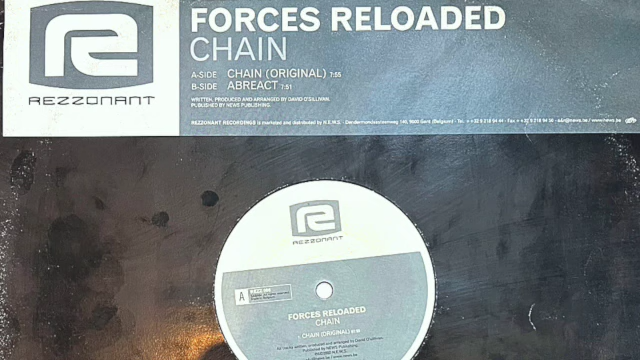 FORCES RELOADED
CHAIN
A-SIDE CHAIN (ORIGINAL) 7:55
B-SIDE ABREACT 7:51
WRITTEN, PRODUCED AND ARRANGED BY DAVID O'SULLIVAN.
PUBLISHED BY NEWS PUBLISHING.
REZZONANT
REZZONANT RECORDINGS is marketed and distributed by N.E.W.S.
REZZONANT
A
FORCES RELOADED
CHAIN
CHAIN (ORIGINAL)